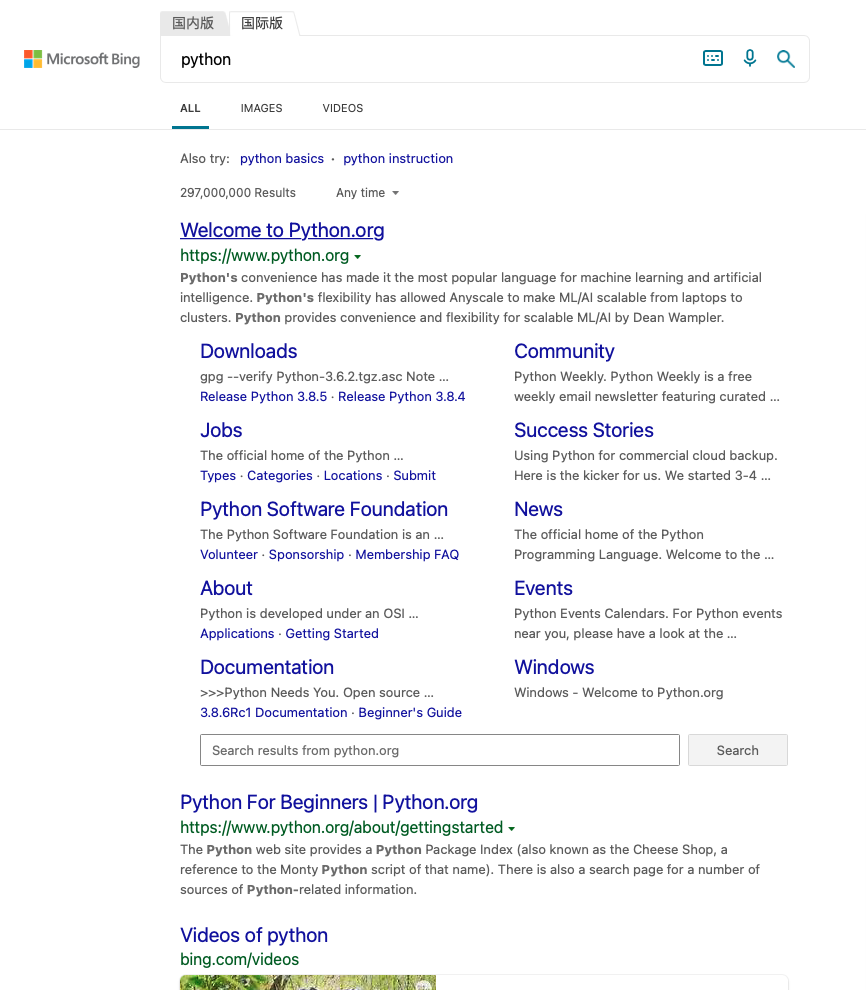 国内版 国际版
Microsoft Bing
python
ALL IMAGES VIDEOS
Also try: python basics · python instruction
297,000,000 Results Any time
Welcome to Python.org
https://www.python.org
Python's convenience has made it the most popular language for machine learning and artificial
intelligence. Python's flexibility has allowed Anyscale to make ML/AI scalable from laptops to
clusters. Python provides convenience and flexibility for scalable ML/AI by Dean Wampler.
Downloads
gpg --verify Python-3.6.2.tgz.asc Note ...
Release Python 3.8.5 · Release Python 3.8.4
Community
Python Weekly. Python Weekly is a free
weekly email newsletter featuring curated ...
Jobs
The official home of the Python ...
Types · Categories · Locations · Submit
Success Stories
Using Python for commercial cloud backup.
Here is the kicker for us. We started 3-4 ...
Python Software Foundation
The Python Software Foundation is an ...
Volunteer · Sponsorship · Membership FAQ
News
The official home of the Python
Programming Language. Welcome to the ...
About
Python is developed under an OSI ...
Applications · Getting Started
Events
Python Events Calendars. For Python events
near you, please have a look at the ...
Documentation
>>>Python Needs You. Open source ...
3.8.6Rc1 Documentation · Beginner's Guide
Windows
Windows - Welcome to Python.org
Search results from python.org
Search
Python For Beginners | Python.org
https://www.python.org/about/gettingstarted
The Python web site provides a Python Package Index (also known as the Cheese Shop, a
reference to the Monty Python script of that name). There is also a search page for a number of
sources of Python-related information.
Videos of python
bing.com/videos